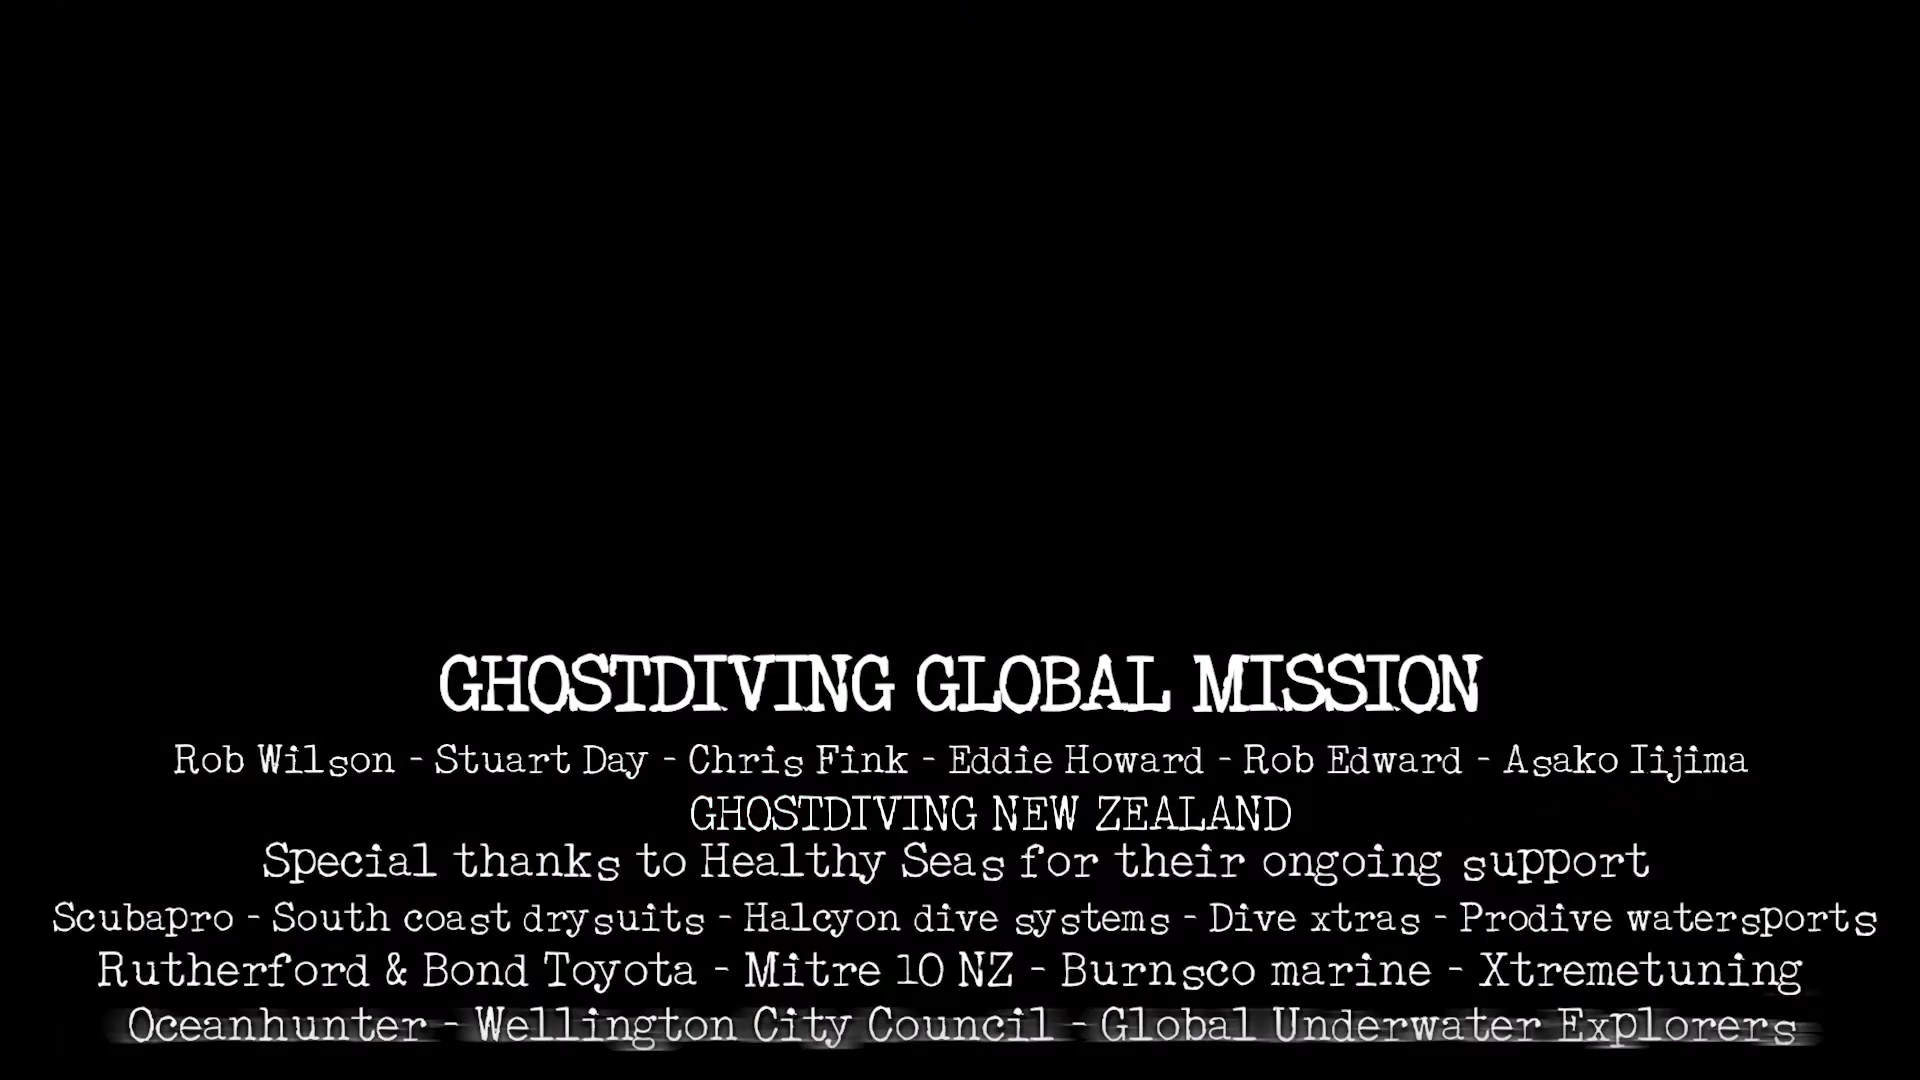 GHOSTDIVING GLOBAL MISSION
Rob Wilson - Stuart Day - Chris Fink - Eddie Howard - Rob Edward - Asako Iijima
GHOSTDIVING NEW ZEALAND
Special thanks to Healthy Seas for their ongoing support
Scubapro - South coast drysuits - Halcyon dive systems - Dive xtras - Prodive watersports
Rutherford & Bond Toyota - Mitre 10 NZ - Burnsco marine - Xtremetuning
Oceanhunter - Wellington City Council - Global Underwater Explorers